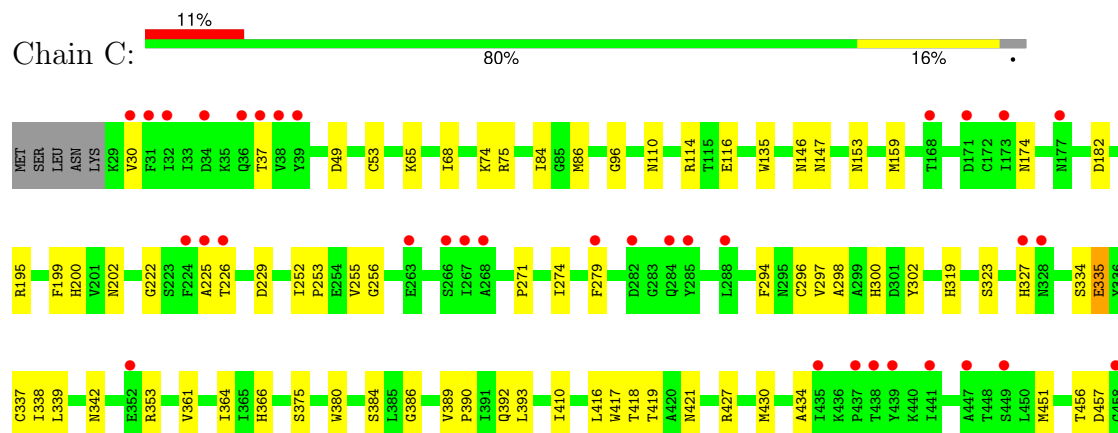 11%
Chain C:
80% 16% •
MET SER LEU ASN LYS K29 V30 F31 I32 I33 D34 K35 Q36 T37 V38 Y39 D49 C53 K65 I68 K74 R75 I84 G85 M86 G96 N110 R114 T115 E116 W135 N146 N147 N153 M159 T168 D171 C172 I173 N174 N177 D182
R195 F199 H200 V201 N202 G222 S223 F224 A225 T226 D229 I252 P253 E254 V255 G256 E263 S266 I267 A268 P271 I274 F279 D282 G283 Q284 Y285 L288 F294 N295 C296 V297 A298 A299 H300 D301 Y302 H319 S323 H327 N328 S334 E335 Y336
C337 I338 L339 N342 E352 R353 V361 I364 I365 H366 S375 W380 S384 L385 G386 V389 P390 I391 Q392 L393 I410 L416 W417 T418 T419 A420 N421 R427 M430 A434 I435 K436 P437 T438 Y439 K440 I441 A447 T448 S449 L450 M451 T456 D457